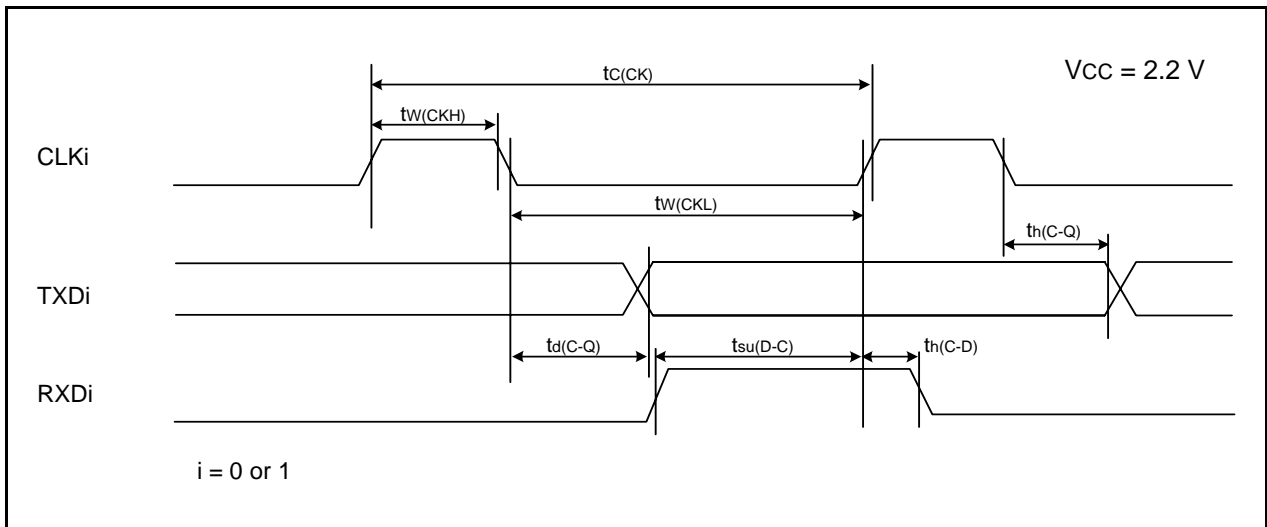 tC(CK)
VCC = 2.2 V
tW(CKH)
CLKi
tW(CKL)
th(C-Q)
TXDi
td(C-Q)
tsu(D-C)
th(C-D)
RXDi
i = 0 or 1